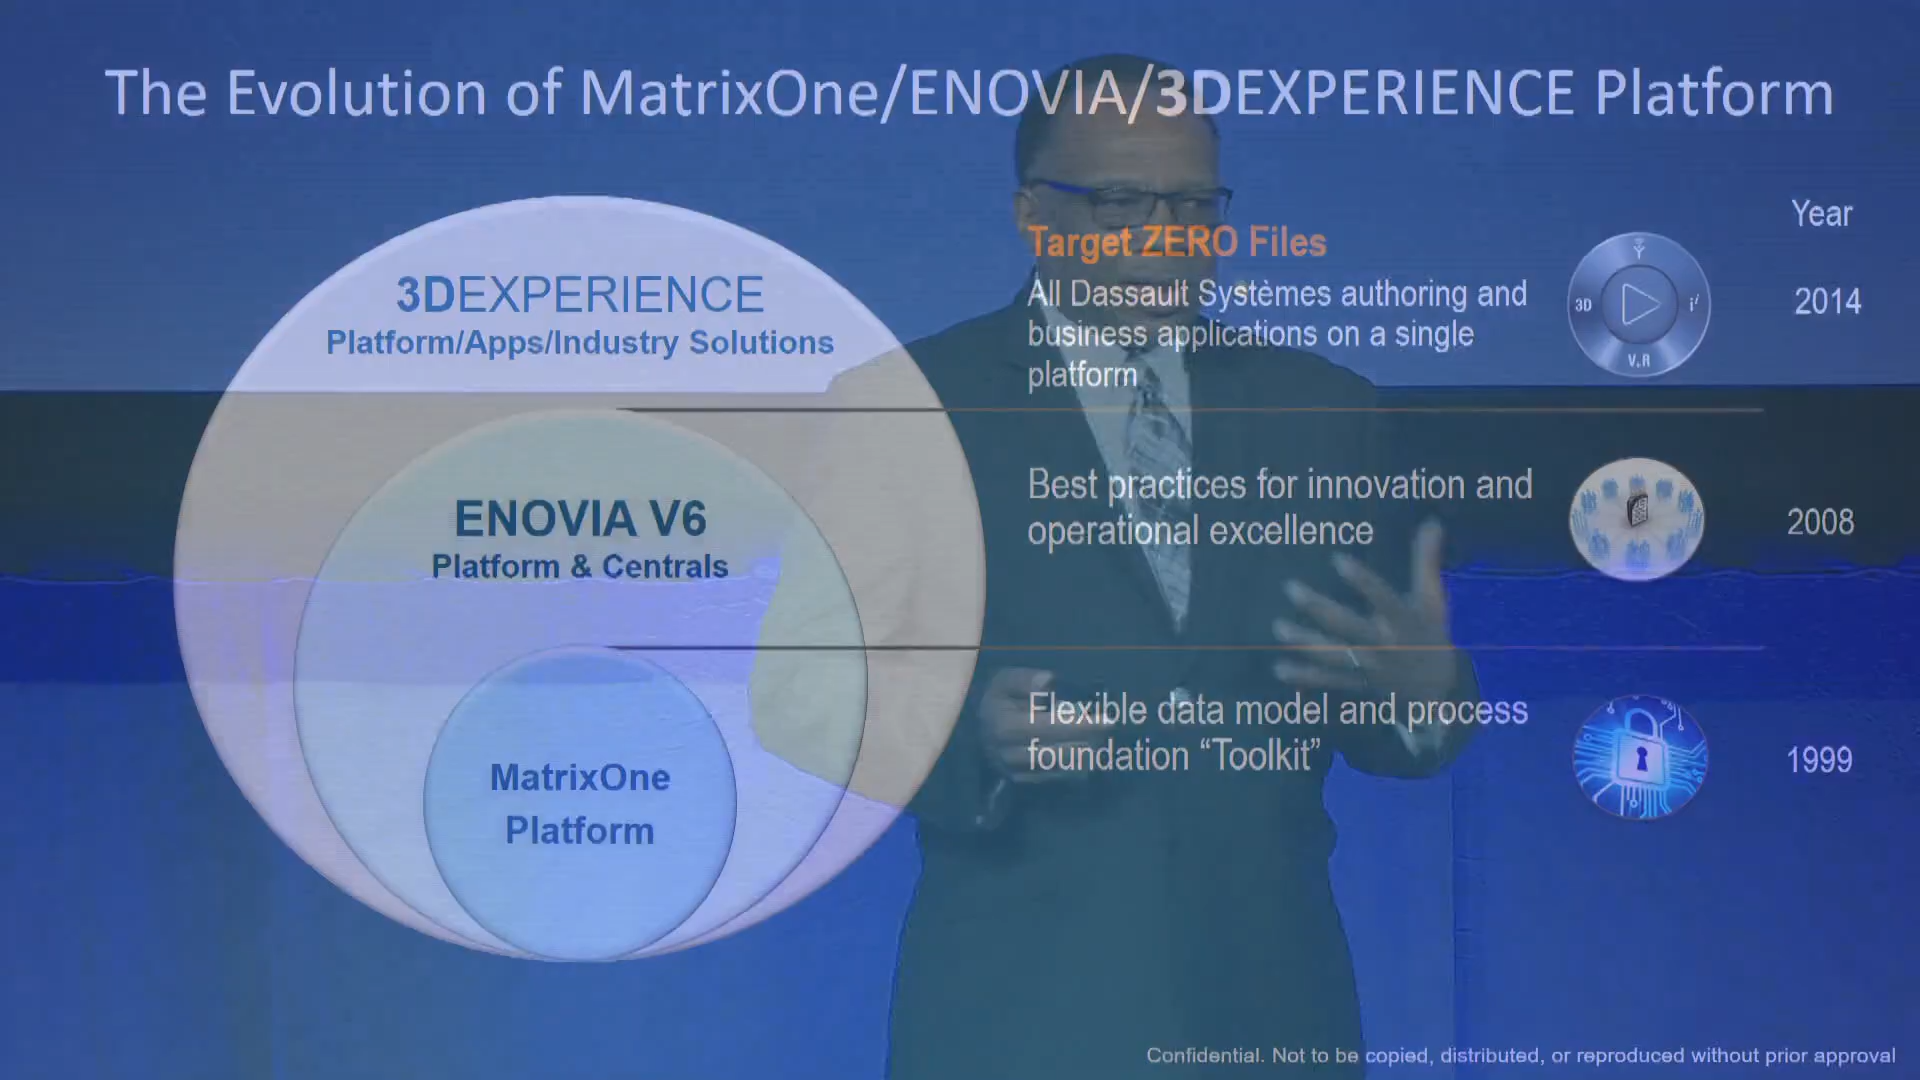 The Evolution of MatrixOne/ENOVIA/3DEXPERIENCE Platform
Year
3DEXPERIENCE
Platform/Apps/Industry Solutions
Target ZERO Files
All Dassault Systèmes authoring and
business applications on a single
platform
3D
V.R
2014
ENOVIA V6
Platform & Centrals
Best practices for innovation and
operational excellence
2008
MatrixOne
Platform
Flexible data model and process
foundation “Toolkit”
1999
Confidential. Not to be copied, distributed, or reproduced without prior approval